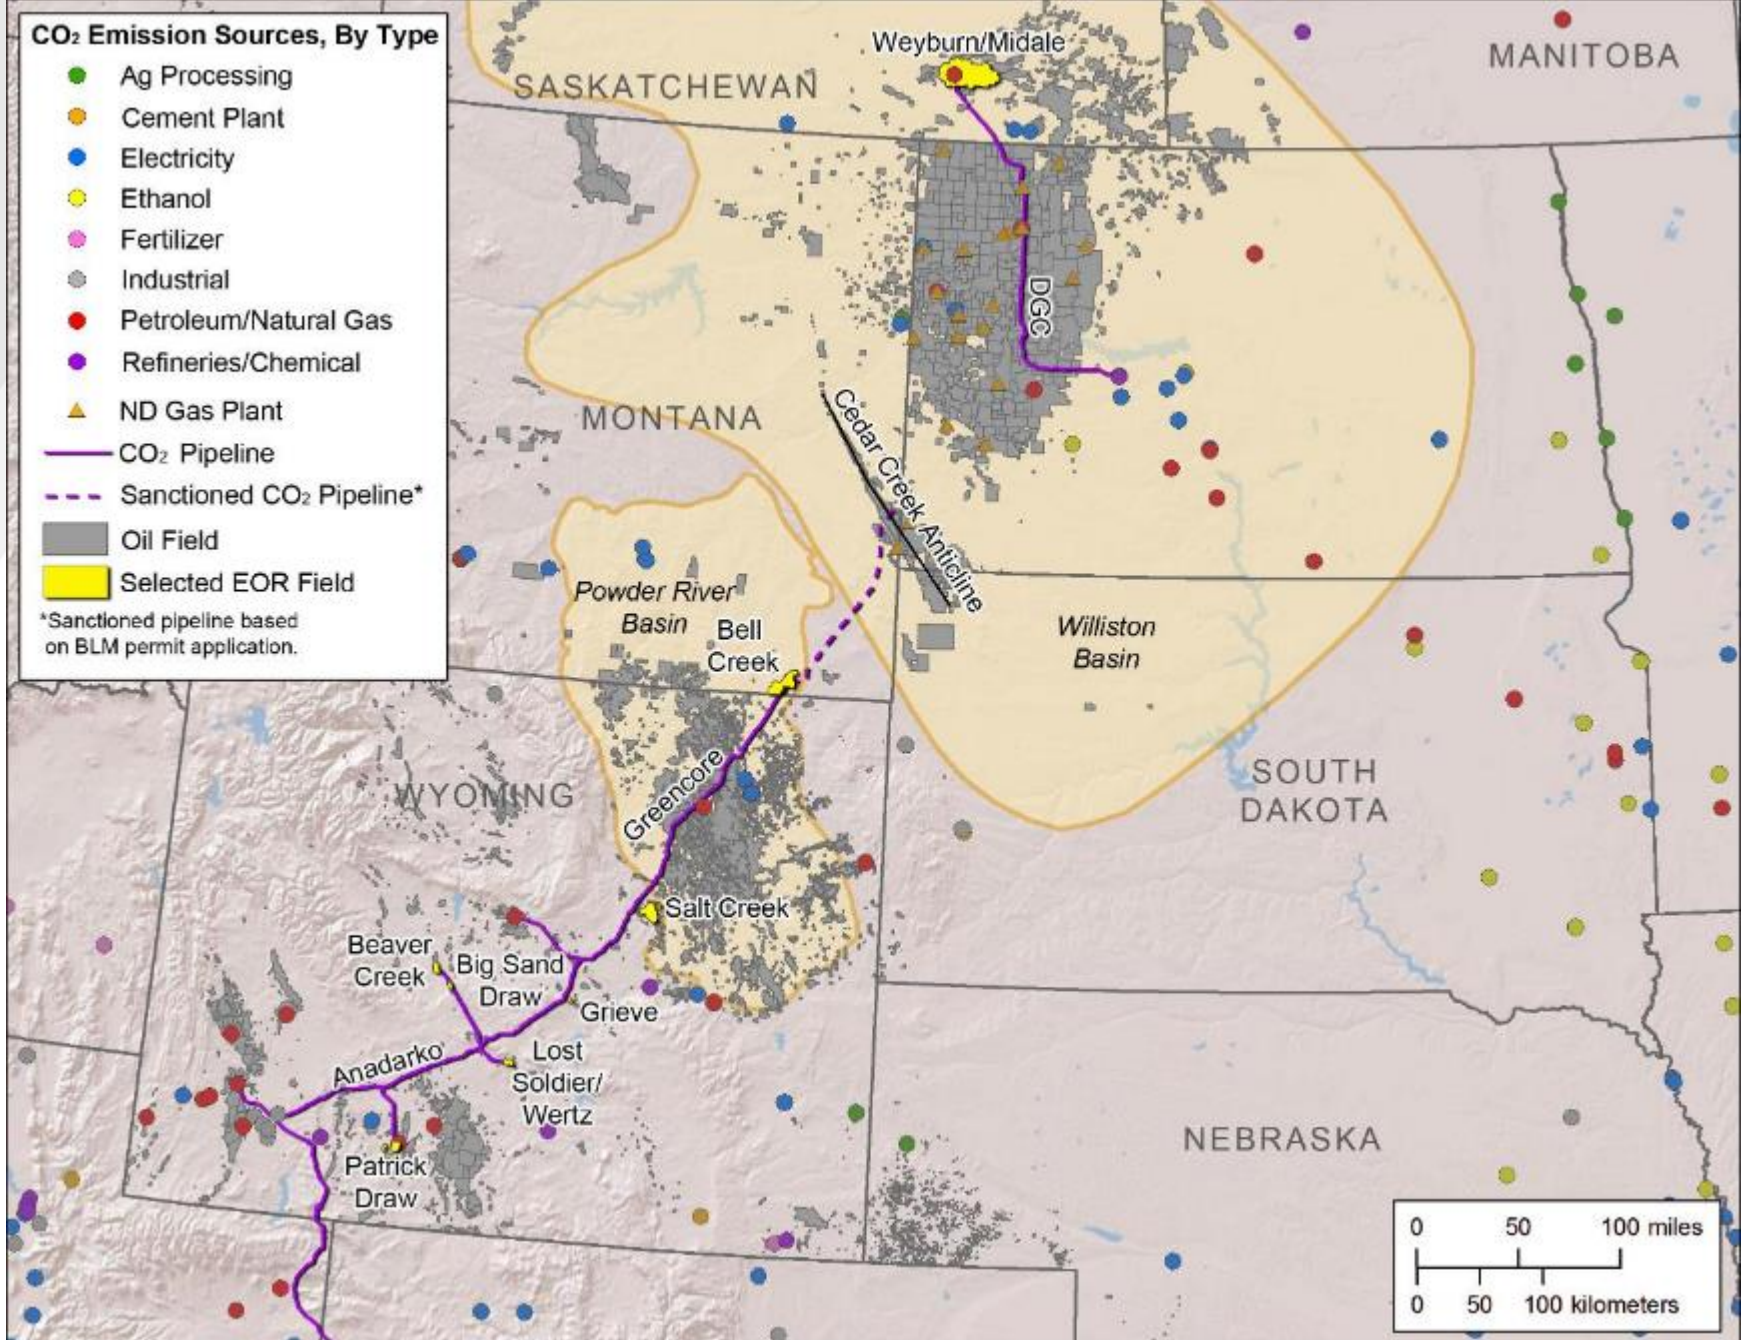 CO₂ Emission Sources, By Type
Ag Processing
Cement Plant
Electricity
Ethanol
Fertilizer
Industrial
Petroleum/Natural Gas
Refineries/Chemical
ND Gas Plant
CO₂ Pipeline
Sanctioned CO₂ Pipeline*
Oil Field
Selected EOR Field
*Sanctioned pipeline based
on BLM permit application.
Weyburn/Midale
SASKATCHEWAN
MANITOBA
DGC
MONTANA
Cedar Creek Anticline
Powder River
Basin
Bell
Creek
Williston
Basin
Greencore
WYOMING
SOUTH
DAKOTA
Salt Creek
Beaver
Creek
Big Sand
Draw
Grieve
Anadarko
Lost
Soldier/
Wertz
Patrick
Draw
NEBRASKA
0 50 100 miles
0 50 100 kilometers